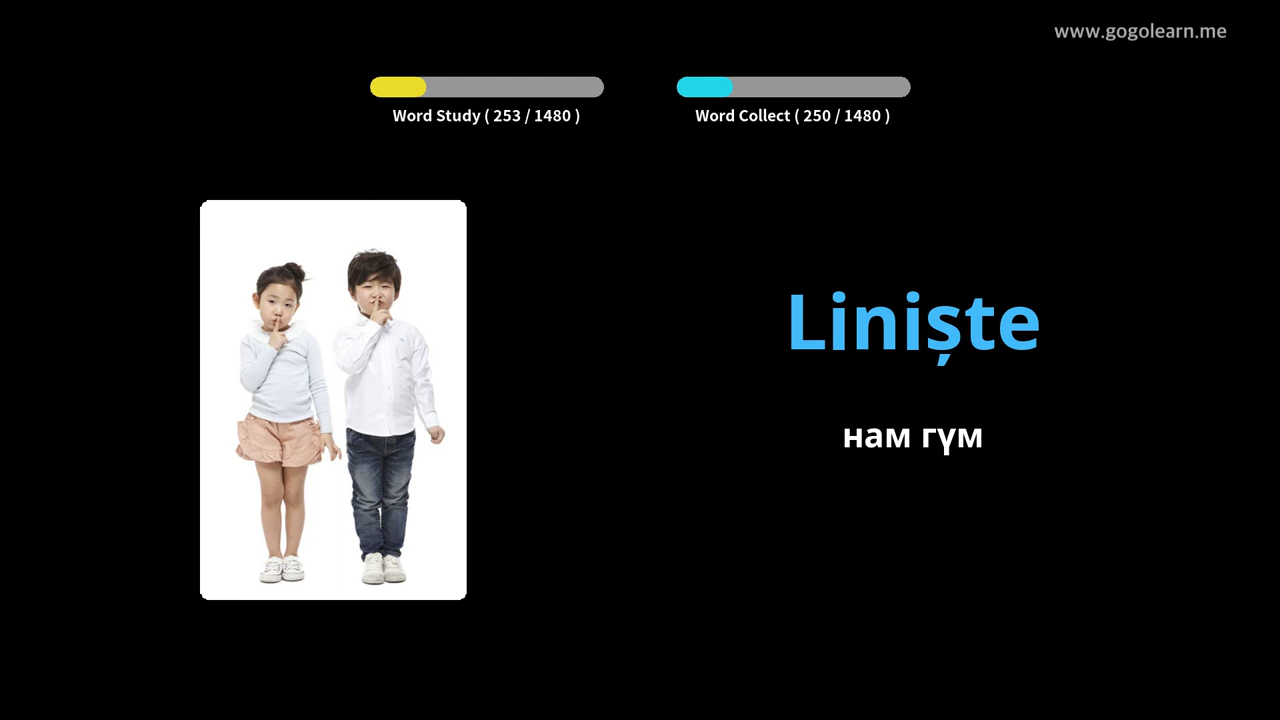 www.gogolearn.me
Word Study ( 253 / 1480 )
Word Collect ( 250 / 1480 )
Liniște
нам гүм